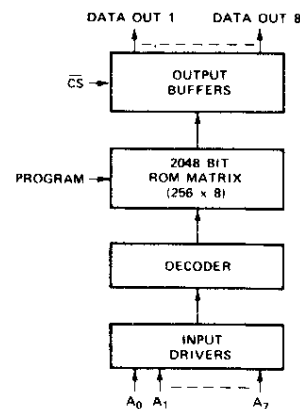 DATA OUT 1 DATA OUT 8
CS OUTPUT
BUFFERS
2048 BIT
PROGRAM ROM MATRIX
(256 x 8)
DECODER
INPUT
DRIVERS
A0 A1 A7